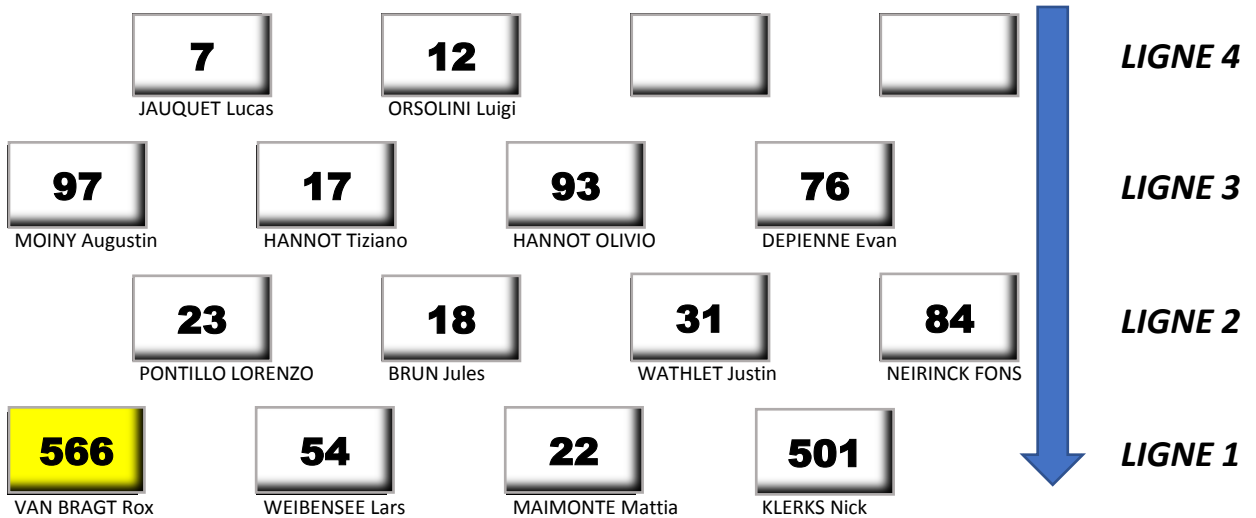 7 12 LIGNE 4
JAUQUET Lucas ORSOLINI Luigi
97 17 93 76 LIGNE 3
MOINY Augustin HANNOT Tiziano HANNOT OLIVIO DEPIENNE Evan
23 18 31 84 LIGNE 2
PONTILLO LORENZO BRUN Jules WATHLET Justin NEIRINCK FONS
566 54 22 501 LIGNE 1
VAN BRAGT Rox WEIBENSEE Lars MAIMONTE Mattia KLERKS Nick